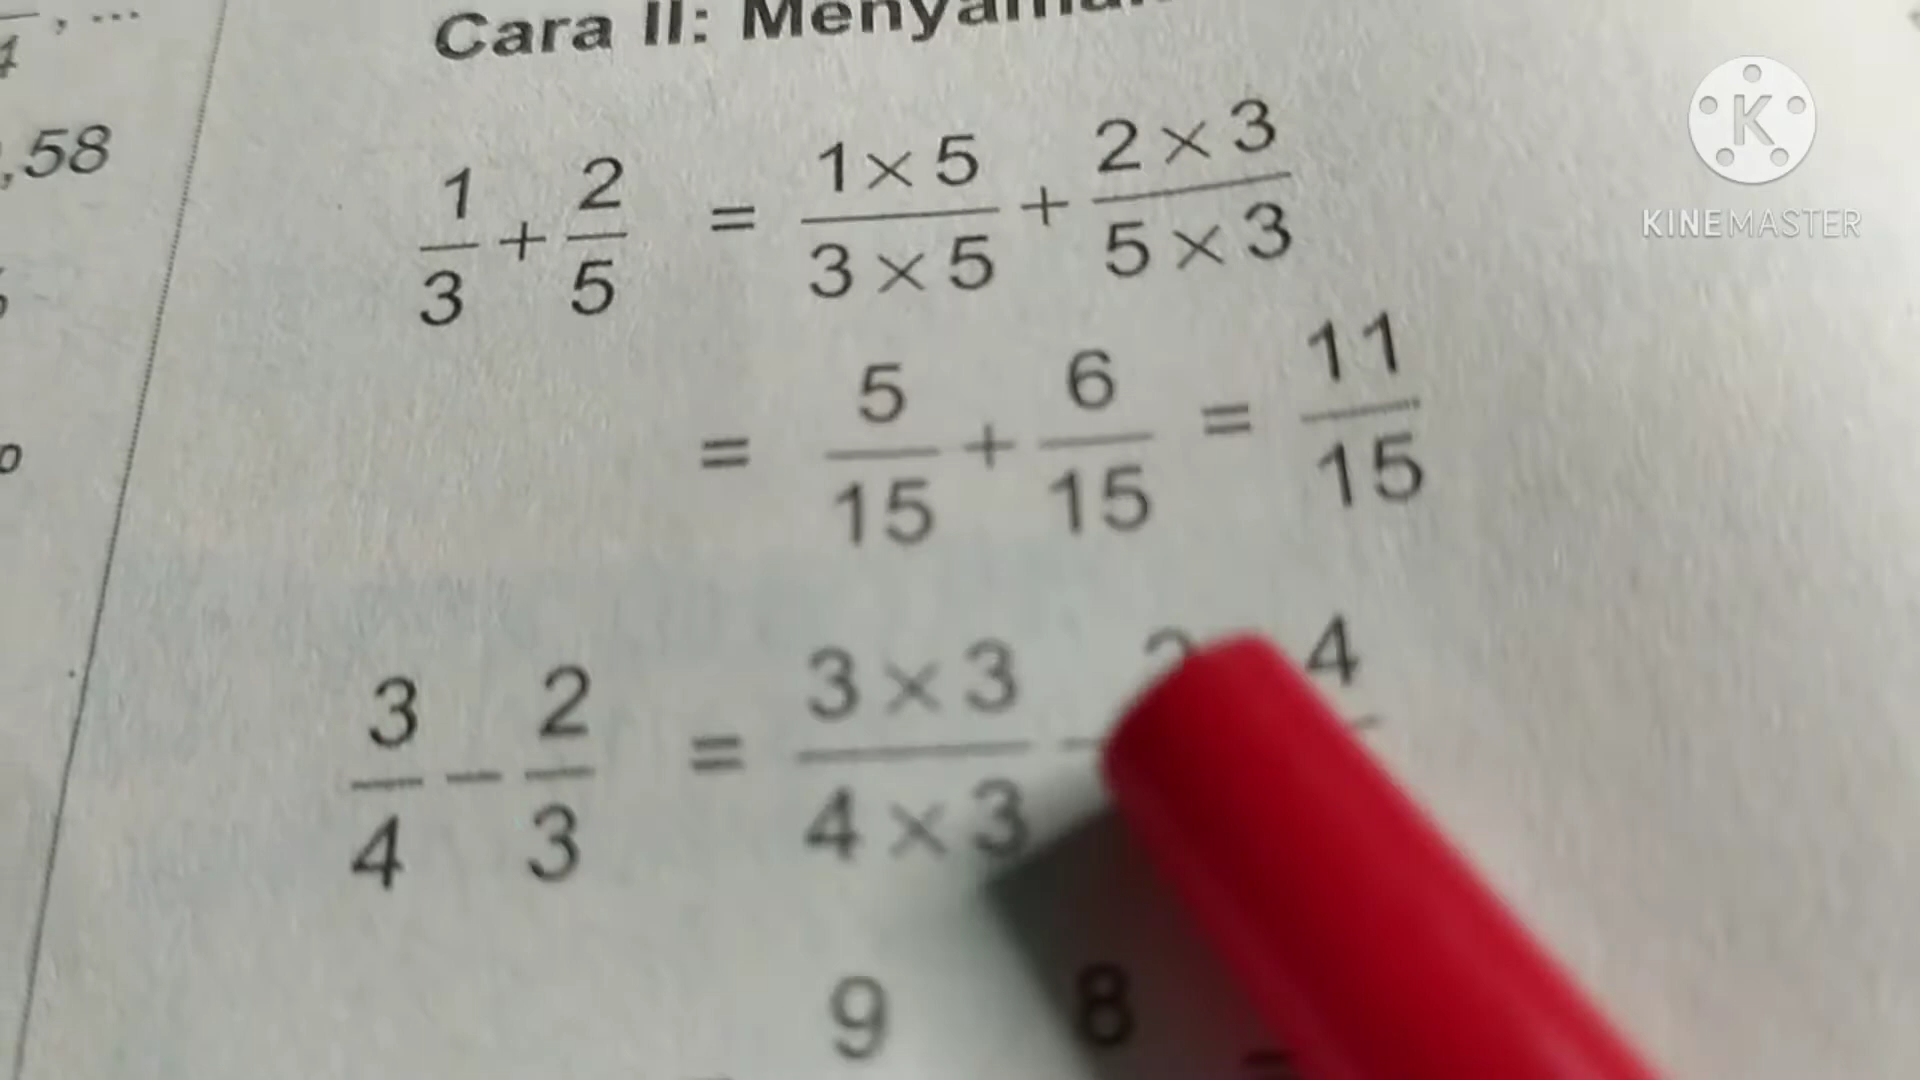 Cara II:
,58
1/3 + 2/5 = 1 × 5/3 × 5 + 2 × 3/5 × 3
= 5/15 + 6/15 = 11/15
3/4 − 2/3 = 3 × 3/4 × 3 − 4
9 8
KINEMASTER